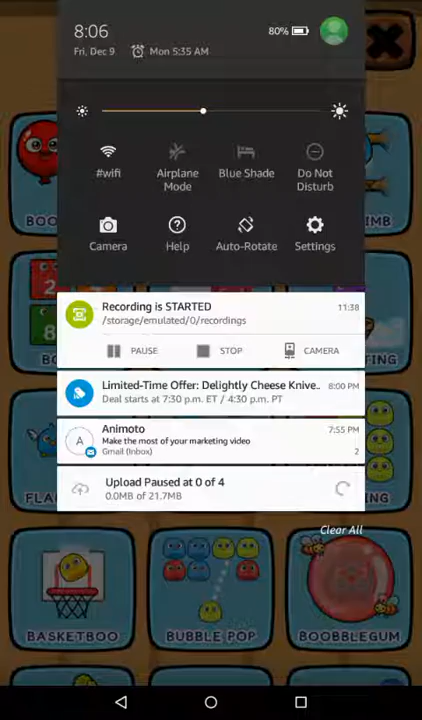 8:06
80%
Fri, Dec 9
Mon 5:35 AM
#wifi
Airplane
Mode
Blue Shade
Do Not
Disturb
Camera
Help
Auto-Rotate
Settings
Recording is STARTED
11:38
/storage/emulated/0/recordings
PAUSE
STOP
CAMERA
Limited-Time Offer: Delightly Cheese Knive..
8:00 PM
Deal starts at 7:30 p.m. ET / 4:30 p.m. PT
A
Animoto
7:55 PM
Make the most of your marketing video
Gmail (Inbox)
2
Upload Paused at 0 of 4
0.0MB of 21.7MB
Clear All
BASKETBOO
BUBBLE POP
BOOBBLEGUM